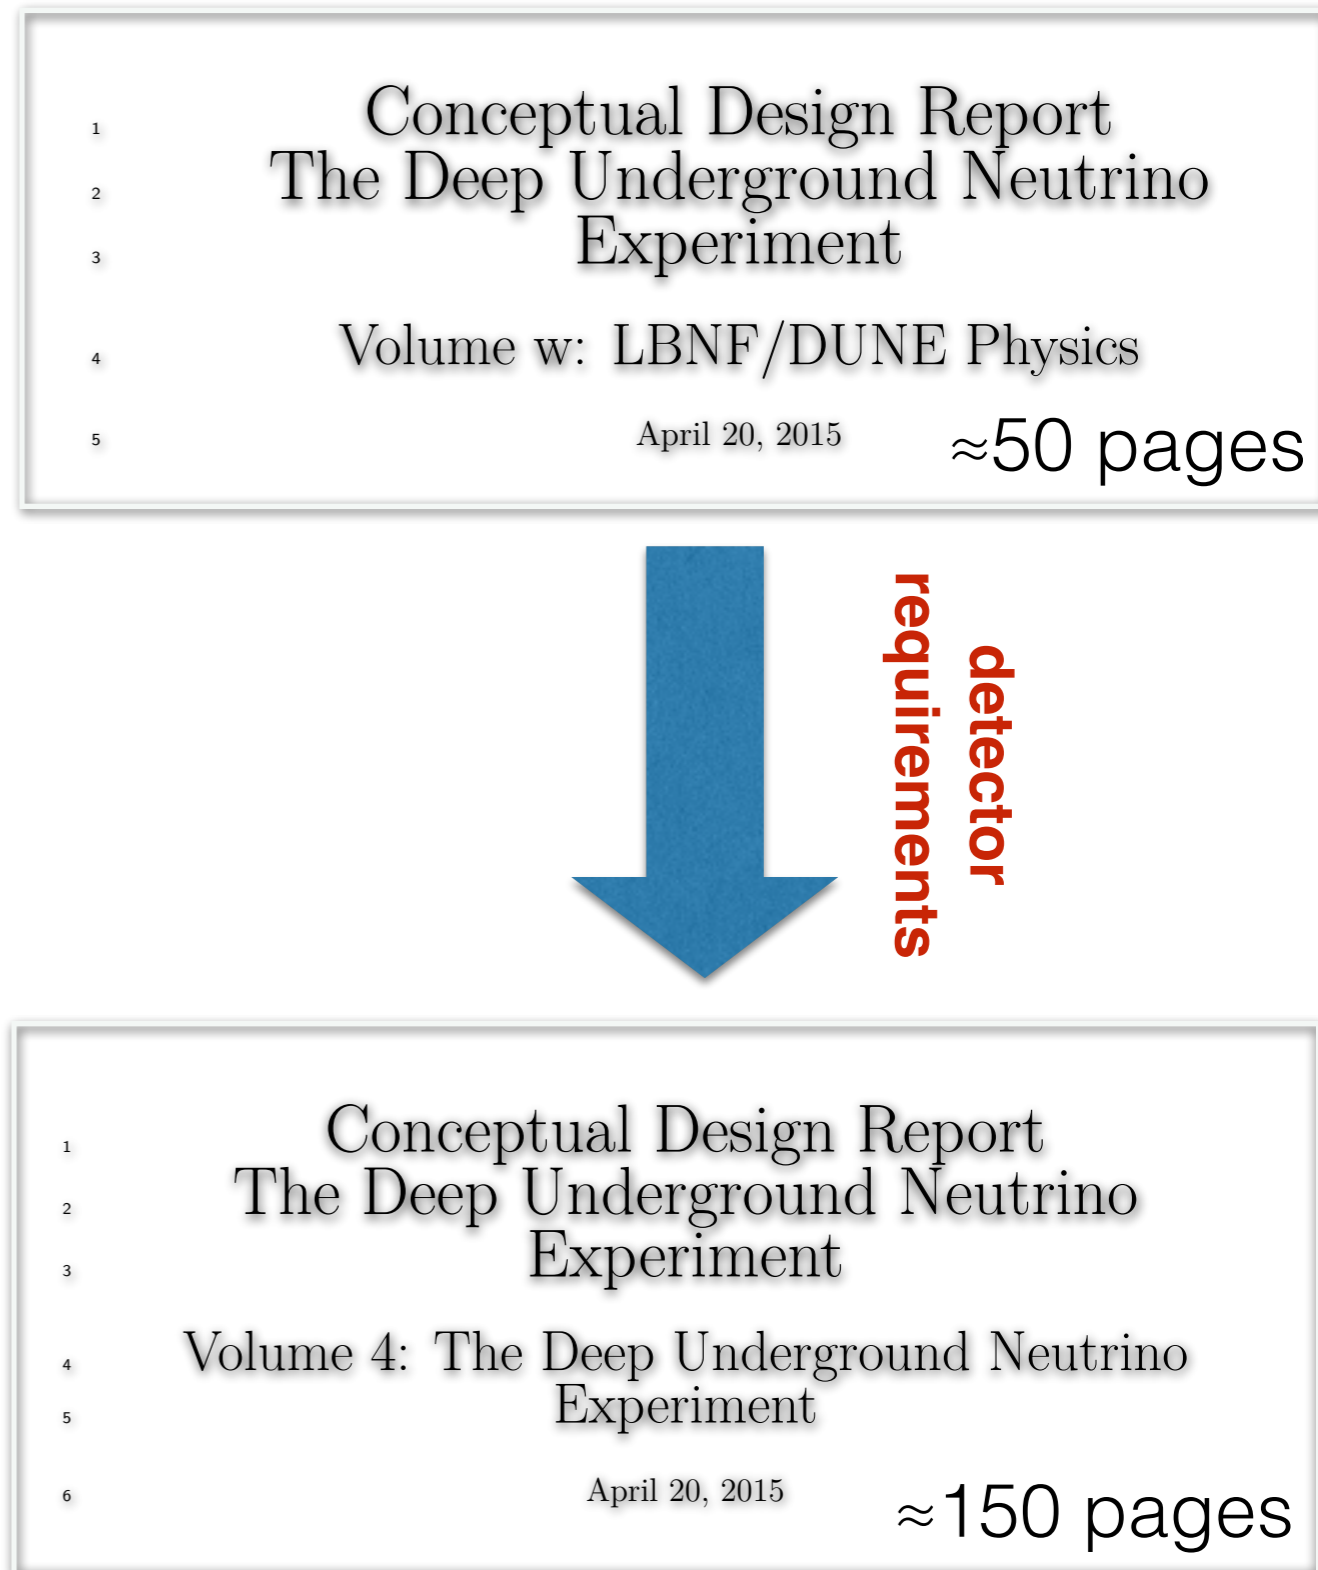 1 Conceptual Design Report
2 The Deep Underground Neutrino
3 Experiment
4 Volume w: LBNF/DUNE Physics
5 April 20, 2015 ≈50 pages
detector
requirements
1 Conceptual Design Report
2 The Deep Underground Neutrino
3 Experiment
4 Volume 4: The Deep Underground Neutrino
5 Experiment
6 April 20, 2015 ≈150 pages